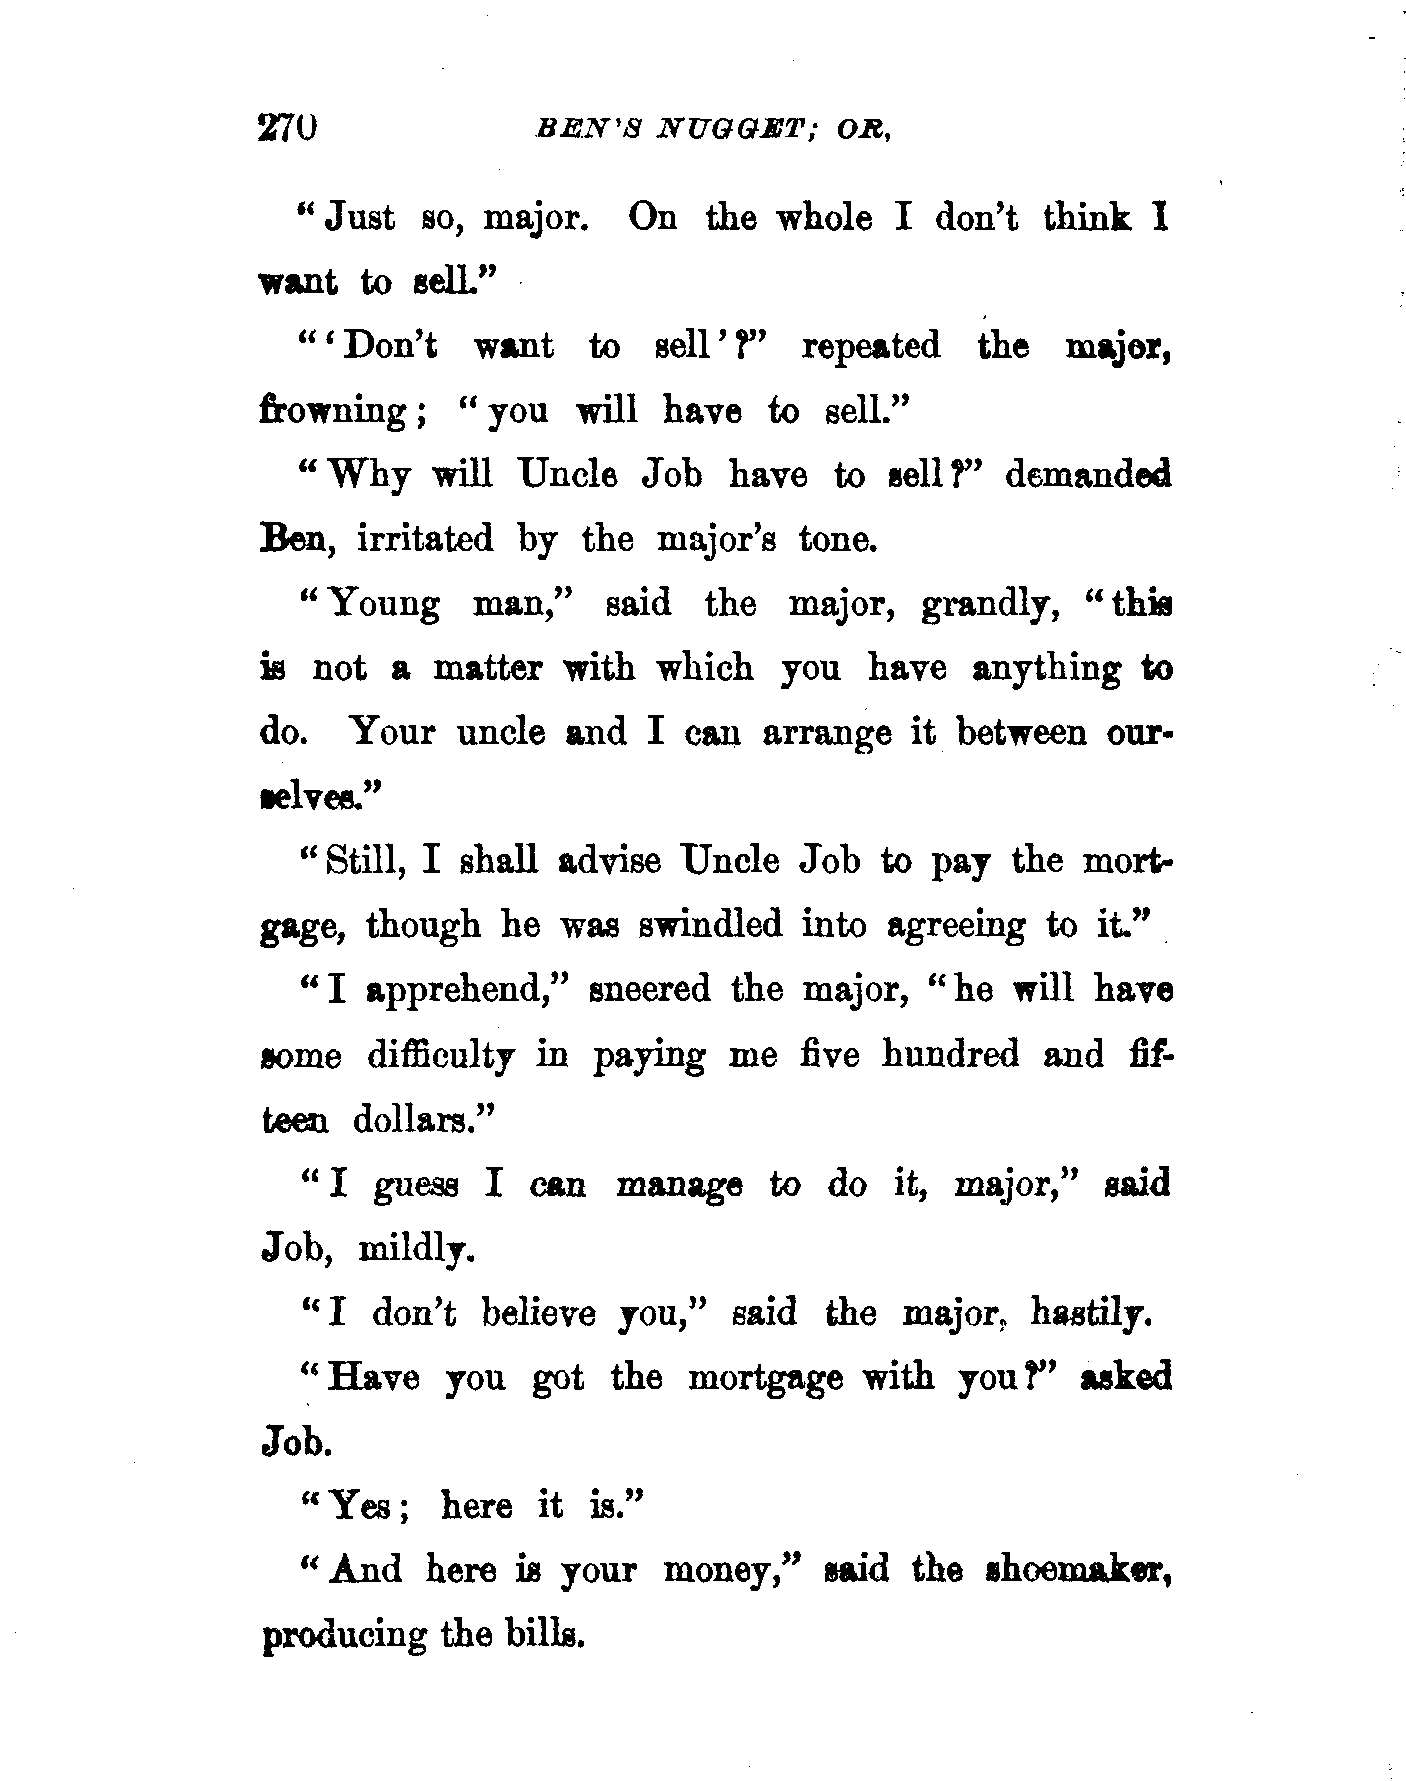 270 BEN'S NUGGET; OR,
“Just so, major. On the whole I don't think I
want to sell.”
“‘Don't want to sell’?” repeated the major,
frowning; “you will have to sell.”
“Why will Uncle Job have to sell?” demanded
Ben, irritated by the major's tone.
“Young man,” said the major, grandly, “this
is not a matter with which you have anything to
do. Your uncle and I can arrange it between our-
selves.”
“Still, I shall advise Uncle Job to pay the mort-
gage, though he was swindled into agreeing to it.”
“I apprehend,” sneered the major, “he will have
some difficulty in paying me five hundred and fif-
teen dollars.”
“I guess I can manage to do it, major,” said
Job, mildly.
“I don't believe you,” said the major, hastily.
“Have you got the mortgage with you?” asked
Job.
“Yes; here it is.”
“And here is your money,” said the shoemaker,
producing the bills.